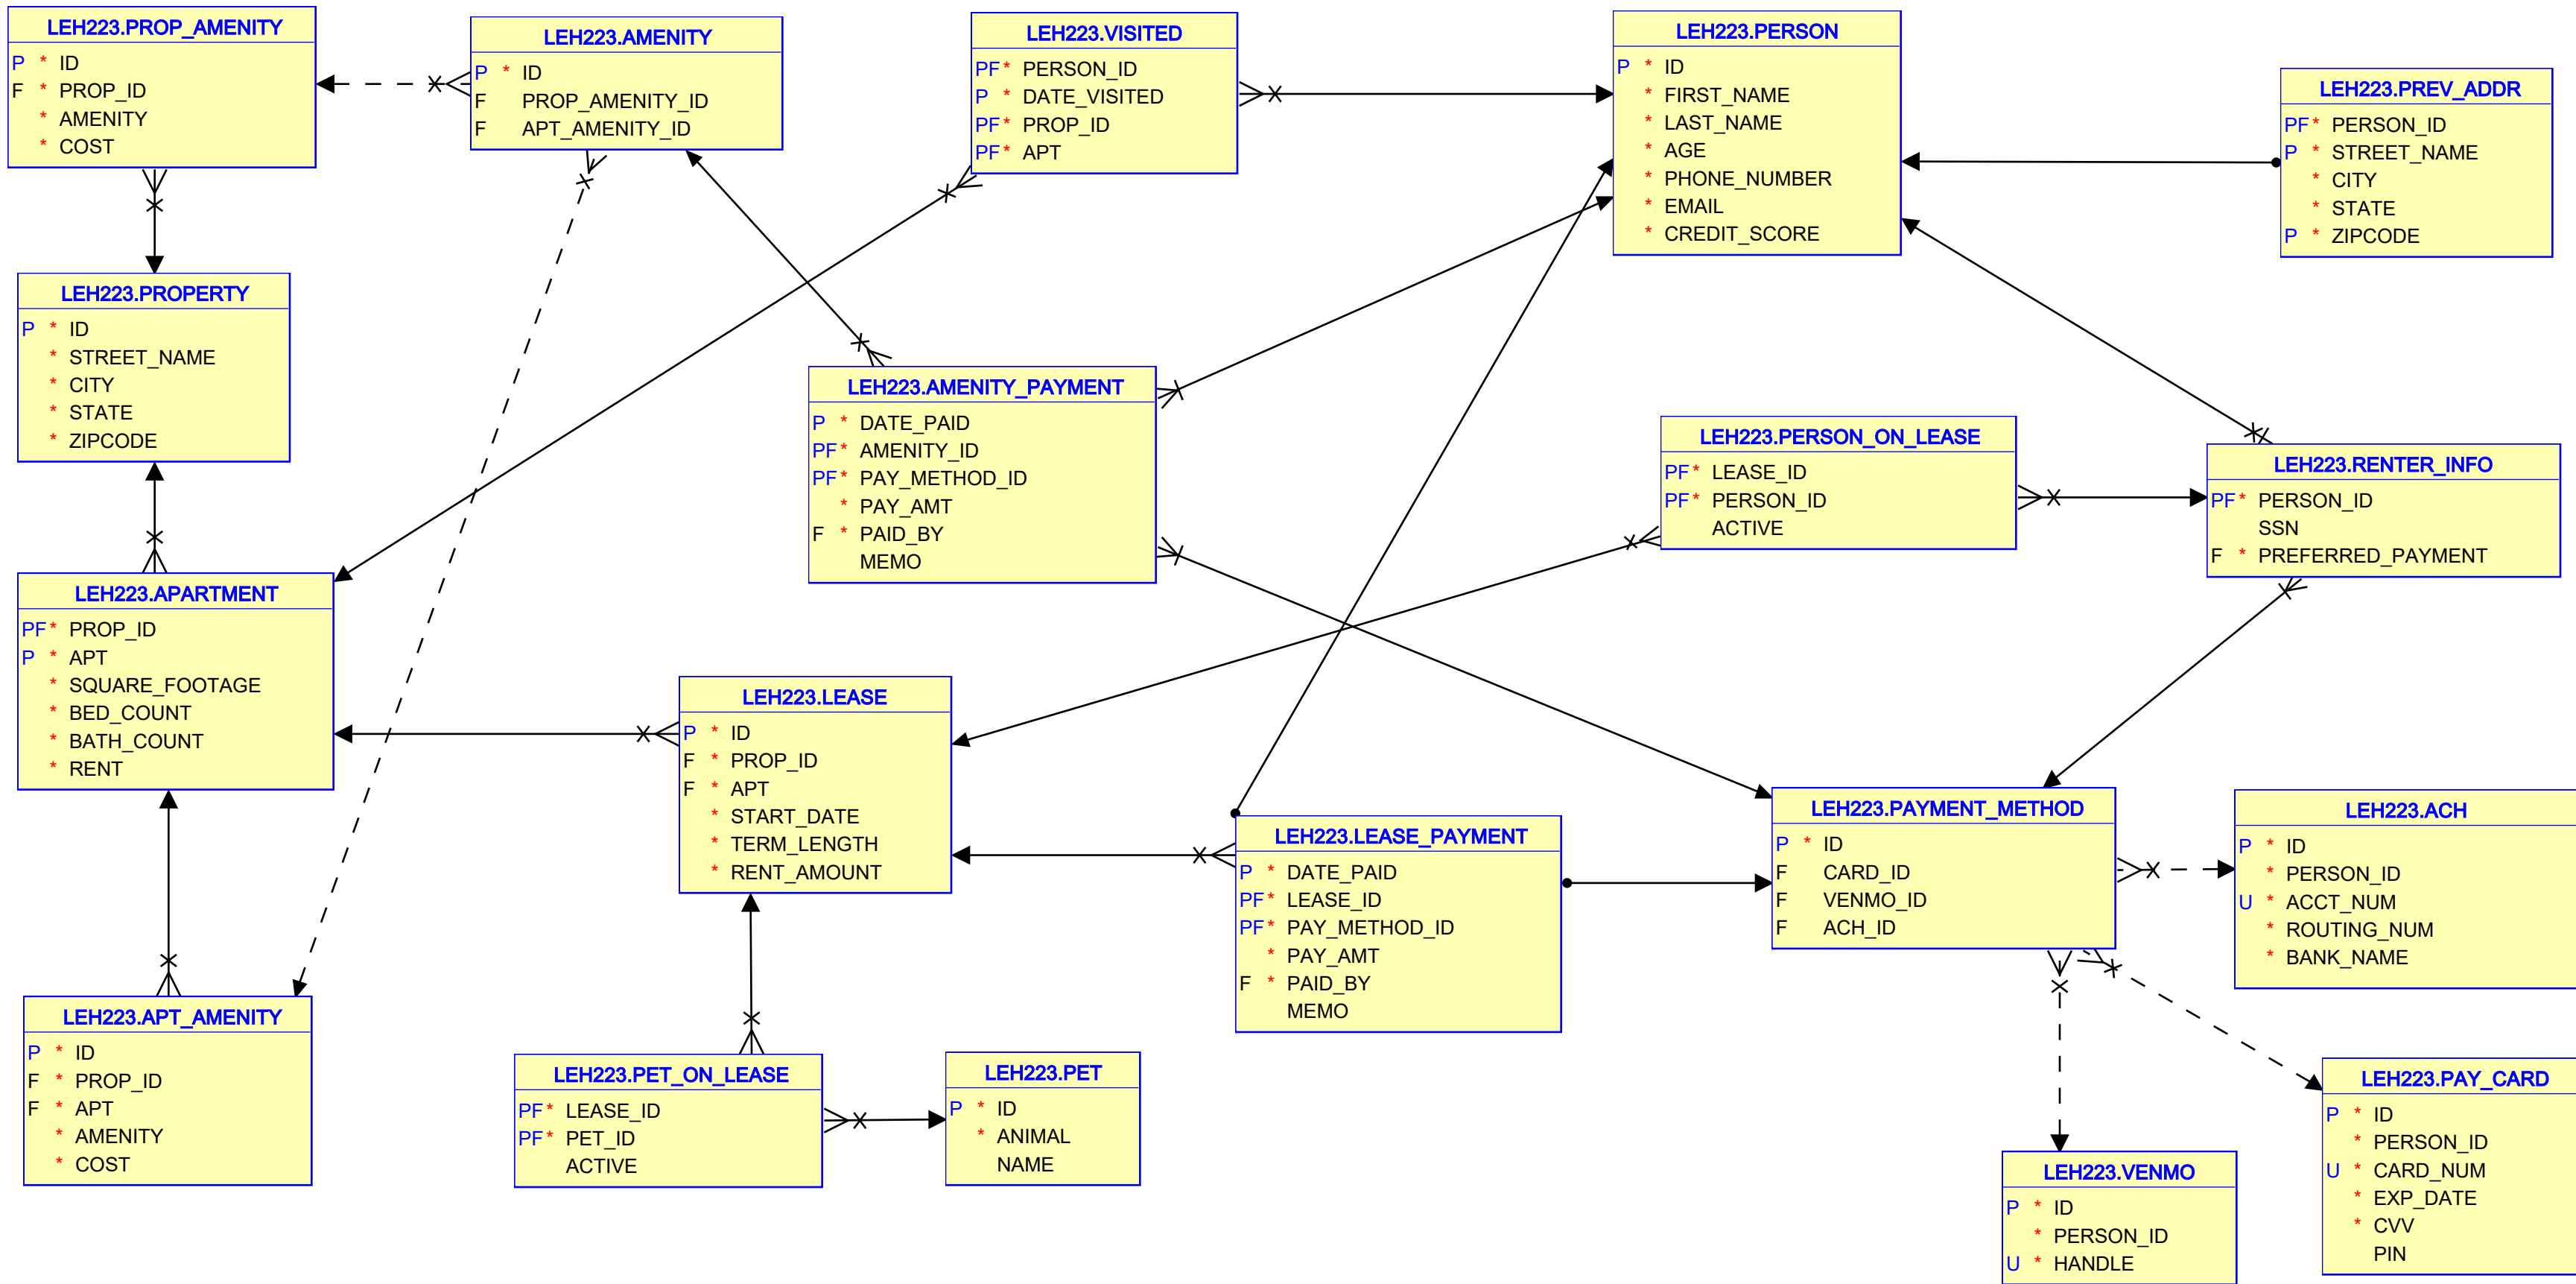 LEH223.PROP_AMENITY
P * ID
F * PROP_ID
* AMENITY
* COST
LEH223.AMENITY
P * ID
F PROP_AMENITY_ID
F APT_AMENITY_ID
LEH223.VISITED
PF* PERSON_ID
P * DATE_VISITED
PF* PROP_ID
PF* APT
LEH223.PERSON
P * ID
* FIRST_NAME
* LAST_NAME
* AGE
* PHONE_NUMBER
* EMAIL
* CREDIT_SCORE
LEH223.PREV_ADDR
PF* PERSON_ID
P * STREET_NAME
* CITY
* STATE
P * ZIPCODE
LEH223.PROPERTY
P * ID
* STREET_NAME
* CITY
* STATE
* ZIPCODE
LEH223.AMENITY_PAYMENT
P * DATE_PAID
PF* AMENITY_ID
PF* PAY_METHOD_ID
* PAY_AMT
F * PAID_BY
MEMO
LEH223.PERSON_ON_LEASE
PF* LEASE_ID
PF* PERSON_ID
ACTIVE
LEH223.RENTER_INFO
PF* PERSON_ID
SSN
F * PREFERRED_PAYMENT
LEH223.APARTMENT
PF* PROP_ID
P * APT
* SQUARE_FOOTAGE
* BED_COUNT
* BATH_COUNT
* RENT
LEH223.LEASE
P * ID
F * PROP_ID
F * APT
* START_DATE
* TERM_LENGTH
* RENT_AMOUNT
LEH223.LEASE_PAYMENT
P * DATE_PAID
PF* LEASE_ID
PF* PAY_METHOD_ID
* PAY_AMT
F * PAID_BY
MEMO
LEH223.PAYMENT_METHOD
P * ID
F CARD_ID
F VENMO_ID
F ACH_ID
LEH223.ACH
P * ID
* PERSON_ID
U * ACCT_NUM
* ROUTING_NUM
* BANK_NAME
LEH223.APT_AMENITY
P * ID
F * PROP_ID
F * APT
* AMENITY
* COST
LEH223.PET_ON_LEASE
PF* LEASE_ID
PF* PET_ID
ACTIVE
LEH223.PET
P * ID
* ANIMAL
NAME
LEH223.VENMO
P * ID
* PERSON_ID
U * HANDLE
LEH223.PAY_CARD
P * ID
* PERSON_ID
U * CARD_NUM
* EXP_DATE
* CVV
PIN